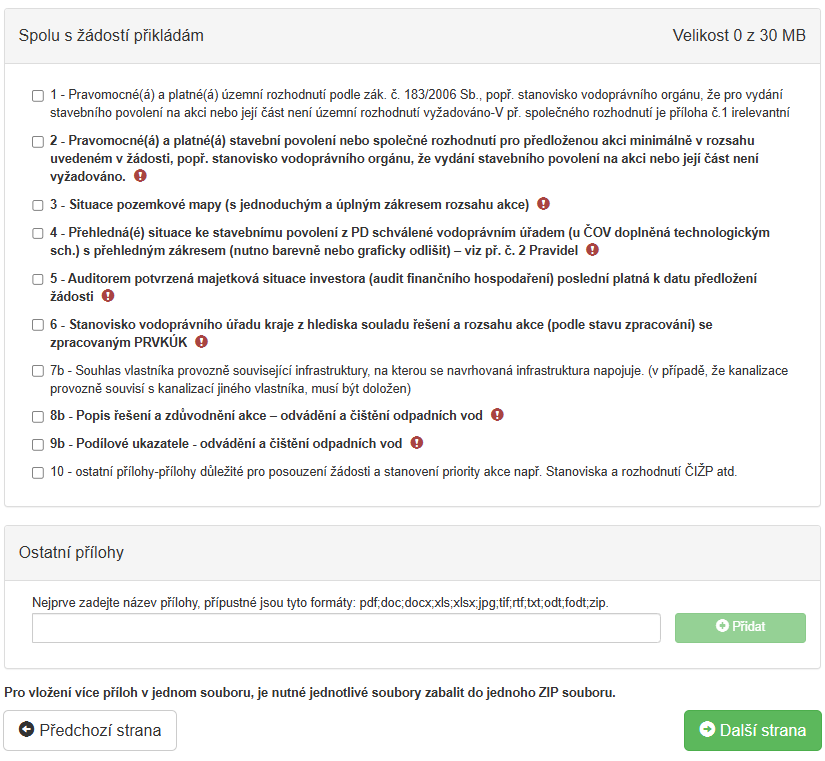 Spolu s žádostí přikládám
Velikost 0 z 30 MB
1 - Pravomocné(á) a platné(á) územní rozhodnutí podle zák. č. 183/2006 Sb., popř. stanovisko vodoprávního orgánu, že pro vydání
stavebního povolení na akci nebo její část není územní rozhodnutí vyžadováno-V př. společného rozhodnutí je příloha č.1 irelevantní
2 - Pravomocné(á) a platné(á) stavební povolení nebo společné rozhodnutí pro předloženou akci minimálně v rozsahu
uvedeném v žádosti, popř. stanovisko vodoprávního orgánu, že vydání stavebního povolení na akci nebo její část není
vyžadováno.
3 - Situace pozemkové mapy (s jednoduchým a úplným zákresem rozsahu akce)
4 - Přehledná(é) situace ke stavebnímu povolení z PD schválené vodoprávním úřadem (u ČOV doplněná technologickým
sch.) s přehledným zákresem (nutno barevně nebo graficky odlišit) – viz př. č. 2 Pravidel
5 - Auditorem potvrzená majetková situace investora (audit finančního hospodaření) poslední platná k datu předložení
žádosti
6 - Stanovisko vodoprávního úřadu kraje z hlediska souladu řešení a rozsahu akce (podle stavu zpracování) se
zpracovaným PRVKÚK
7b - Souhlas vlastníka provozně související infrastruktury, na kterou se navrhovaná infrastruktura napojuje. (v případě, že kanalizace
provozně souvisí s kanalizací jiného vlastníka, musí být doložen)
8b - Popis řešení a zdůvodnění akce – odvádění a čištění odpadních vod
9b - Podílové ukazatele - odvádění a čištění odpadních vod
10 - ostatní přílohy-přílohy důležité pro posouzení žádosti a stanovení priority akce např. Stanoviska a rozhodnutí ČIŽP atd.
Ostatní přílohy
Nejprve zadejte název přílohy, přípustné jsou tyto formáty: pdf;doc;docx;xls;xlsx;jpg;tif;rtf;txt;odt;fodt;zip.
Přidat
Pro vložení více příloh v jednom souboru, je nutné jednotlivé soubory zabalit do jednoho ZIP souboru.
Předchozí strana
Další strana